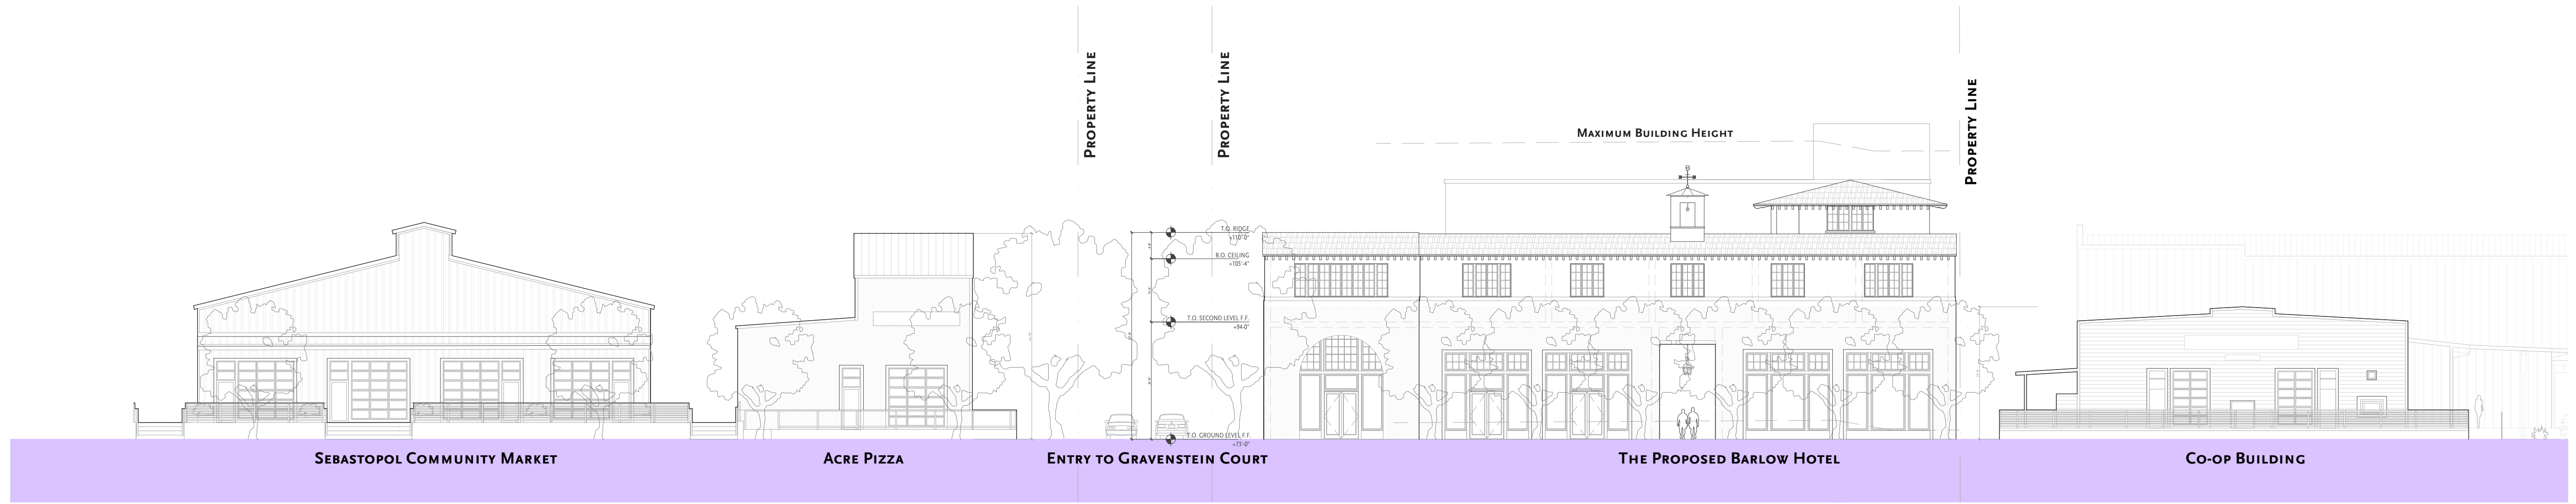 Property Line
Property Line
Property Line
Maximum Building Height
T.O. RIDGE
+110'-0"
B.O. CEILING
+105'-4"
T.O. SECOND LEVEL F.F.
+94-0"
T.O. GROUND LEVEL F.F.
+73'-0"
Sebastopol Community Market
Acre Pizza
Entry to Gravenstein Court
The Proposed Barlow Hotel
Co-op Building